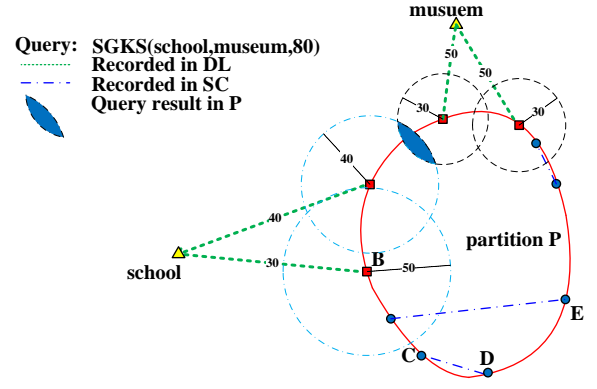 musuem
Query: SGKS(school,museum,80)
Recorded in DL
Recorded in SC
Query result in P
50
50
30
30
40
40
partition P
school
30
B
50
E
C
D